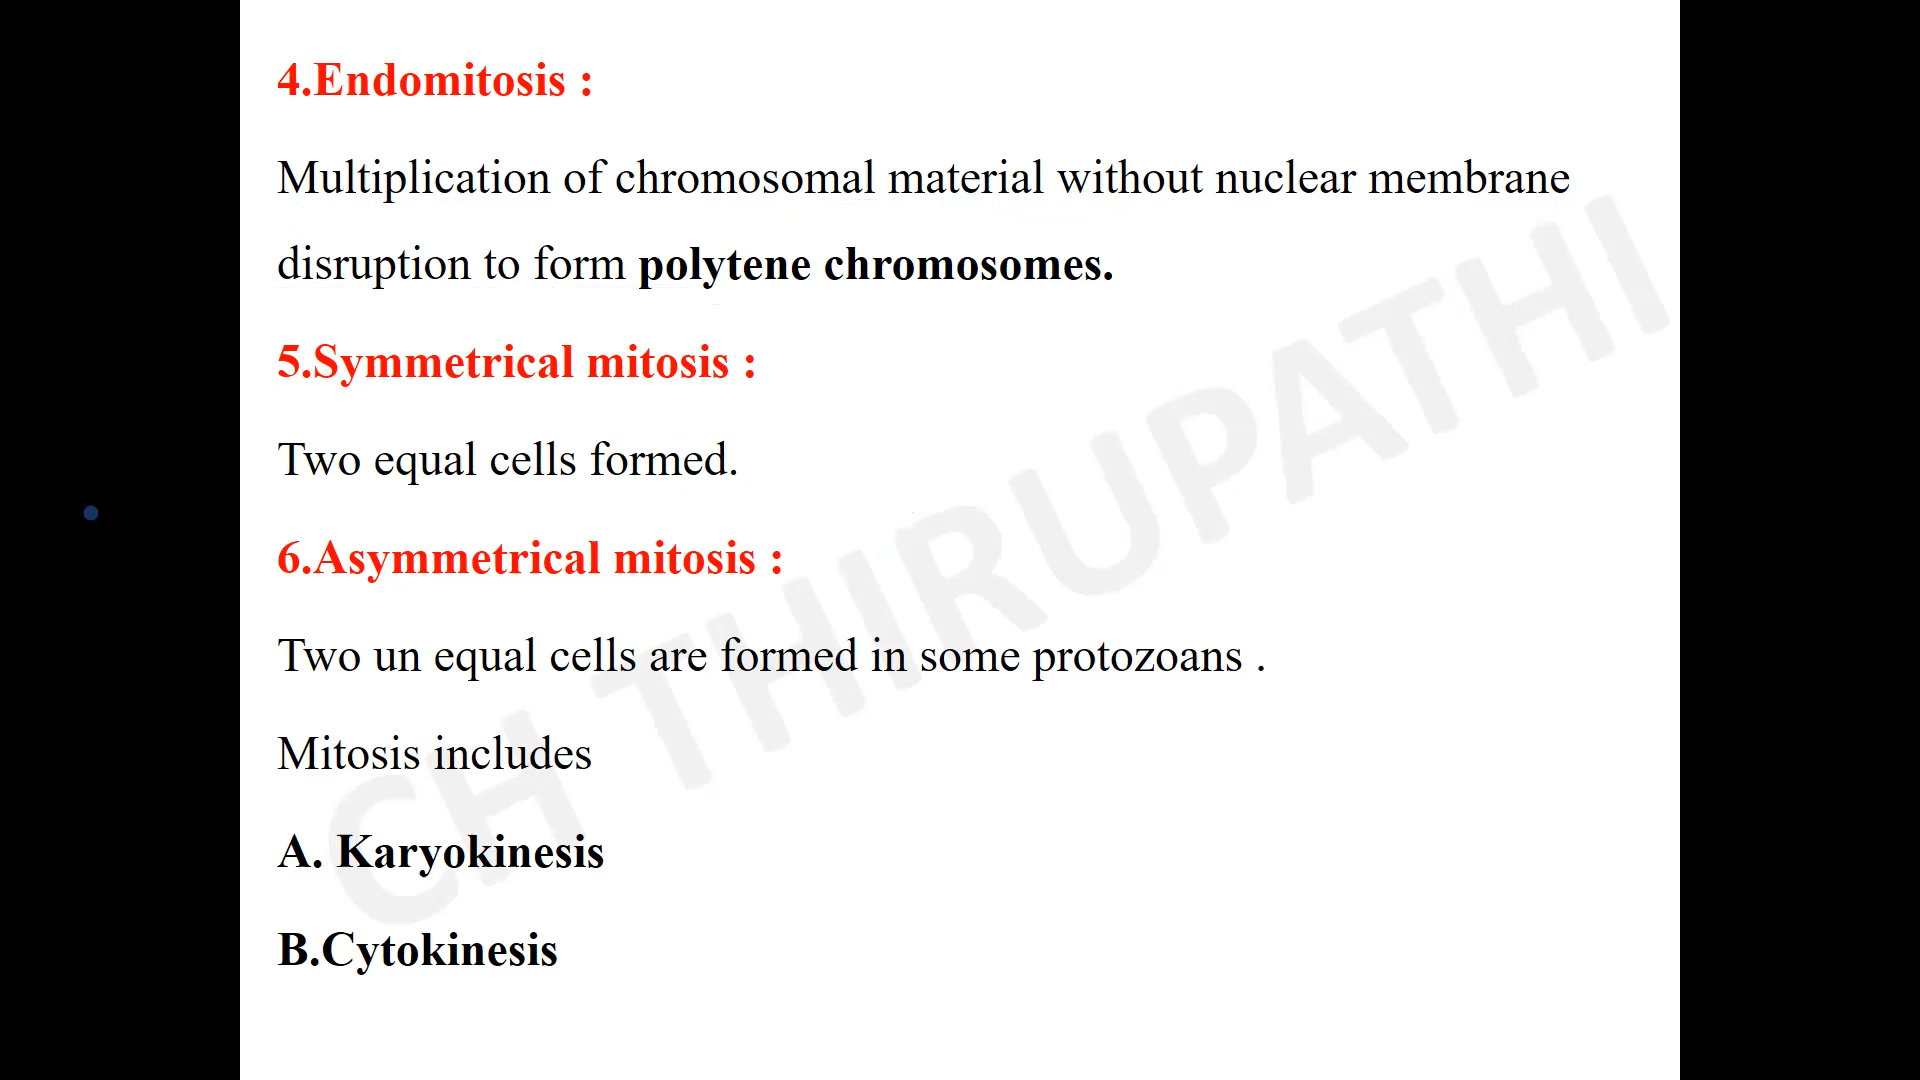 4.Endomitosis :
Multiplication of chromosomal material without nuclear membrane
disruption to form polytene chromosomes.
5.Symmetrical mitosis :
Two equal cells formed.
6.Asymmetrical mitosis :
Two un equal cells are formed in some protozoans .
Mitosis includes
A. Karyokinesis
B.Cytokinesis
CH THIRUPATHI